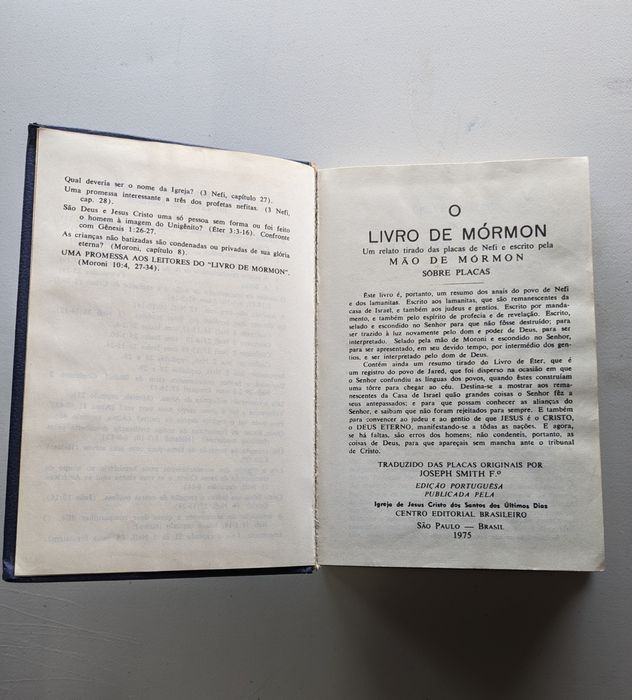 Qual deveria ser o nome da Igreja? (3 Nefi, capítulo 27).
Uma promessa interessante a três dos profetas nefitas. (3 Nefi,
cap. 28).
São Deus e Jesus Cristo uma só pessoa sem forma ou foi feito
o homem à imagem do Unigênito? (Éter 3:3-16). Confronte
com Gênesis 1:26-27.
As crianças não batizadas são condenadas ou privadas de sua glória
eterna? (Moroni, capítulo 8).
UMA PROMESSA AOS LEITORES DO "LIVRO DE MÓRMON".
(Moroni 10:4, 27-34).
O
LIVRO DE MÓRMON
Um relato tirado das placas de Nefi e escrito pela
MÃO DE MÓRMON
SÔBRE PLACAS
Este livro é, portanto, um resumo dos anais do povo de Nefi
e dos lamanitas. Escrito aos lamanitas, que são remanescentes da
casa de Israel, e também aos judeus e gentios. Escrito por manda-
mento, e também pelo espírito de profecia e de revelação. Escrito,
selado e escondido no Senhor para que não fôsse destruído; para
ser trazido à luz novamente pelo dom e poder de Deus, para ser
interpretado. Selado pela mão de Moroni e escondido no Senhor,
para ser apresentado, em seu devido tempo, por intermédio dos gen-
tios, e ser interpretado pelo dom de Deus.
Contém ainda um resumo tirado do Livro de Éter, que é
um registro do povo de Jared, que foi disperso na ocasião em que
o Senhor confundiu as línguas dos povos, quando êstes construíam
uma tôrre para chegar ao céu. Destina-se a mostrar aos rema-
nescentes da Casa de Israel quão grandes coisas o Senhor fêz a
seus antepassados; e para que possam conhecer as alianças do
Senhor, e saibam que não foram rejeitados para sempre. E também
para convencer ao judeu e ao gentio de que JESUS é o CRISTO,
o DEUS ETERNO, manifestando-se a tôdas as nações. E agora,
se há faltas, são erros dos homens; não condeneis, portanto, as
coisas de Deus, para que apareçais sem mancha ante o tribunal
de Cristo.
TRADUZIDO DAS PLACAS ORIGINAIS POR
JOSEPH SMITH F.º
EDIÇÃO PORTUGUÊSA
PUBLICADA PELA
Igreja de Jesus Cristo dos Santos dos Últimos Dias
CENTRO EDITORIAL BRASILEIRO
SÃO PAULO — BRASIL
1975